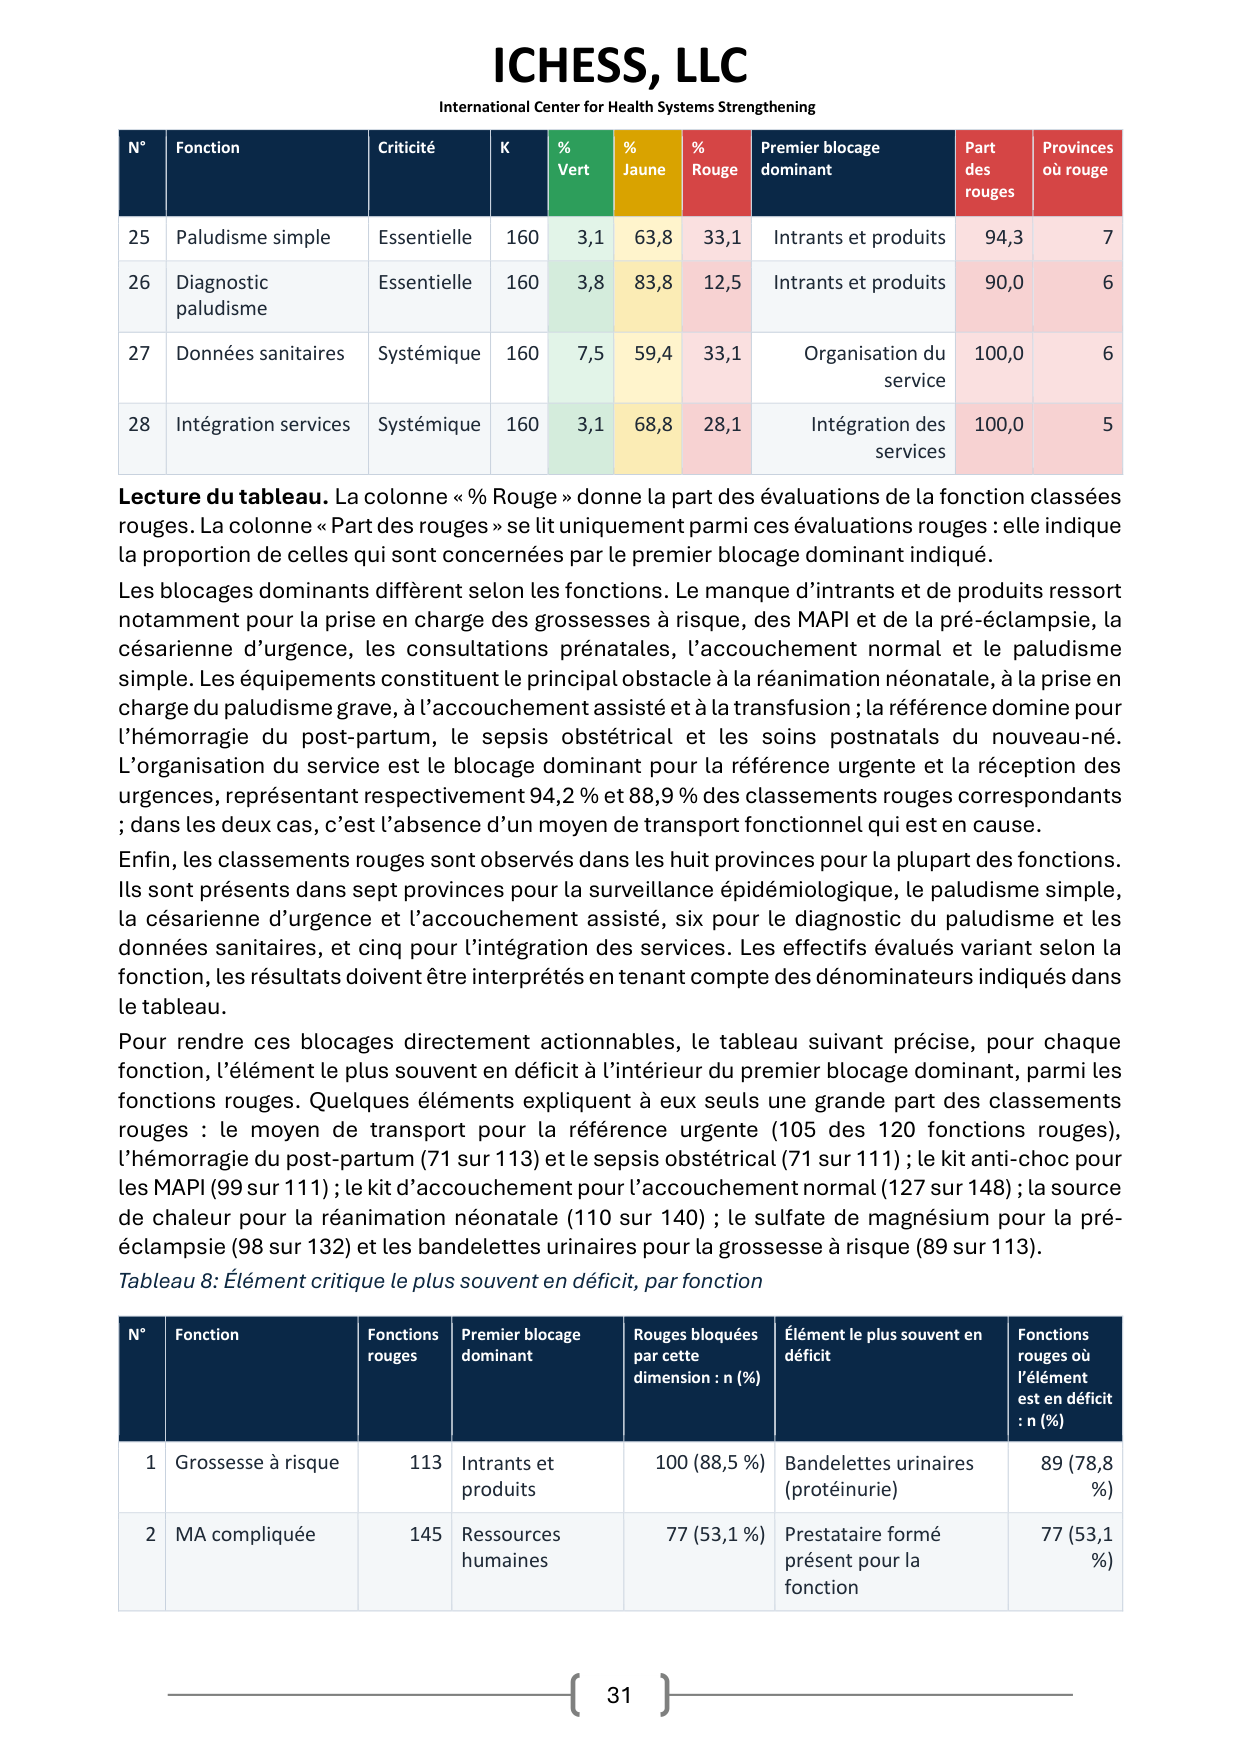 ICHESS, LLC
International Center for Health Systems Strengthening
N° Fonction Criticité K % Vert % Jaune % Rouge Premier blocage dominant Part des rouges Provinces où rouge
25 Paludisme simple Essentielle 160 3,1 63,8 33,1 Intrants et produits 94,3 7
26 Diagnostic paludisme Essentielle 160 3,8 83,8 12,5 Intrants et produits 90,0 6
27 Données sanitaires Systémique 160 7,5 59,4 33,1 Organisation du service 100,0 6
28 Intégration services Systémique 160 3,1 68,8 28,1 Intégration des services 100,0 5
Lecture du tableau. La colonne « % Rouge » donne la part des évaluations de la fonction classées
rouges. La colonne « Part des rouges » se lit uniquement parmi ces évaluations rouges : elle indique
la proportion de celles qui sont concernées par le premier blocage dominant indiqué.
Les blocages dominants diffèrent selon les fonctions. Le manque d’intrants et de produits ressort
notamment pour la prise en charge des grossesses à risque, des MAPI et de la pré-éclampsie, la
césarienne d’urgence, les consultations prénatales, l’accouchement normal et le paludisme
simple. Les équipements constituent le principal obstacle à la réanimation néonatale, à la prise en
charge du paludisme grave, à l’accouchement assisté et à la transfusion ; la référence domine pour
l’hémorragie du post-partum, le sepsis obstétrical et les soins postnatals du nouveau-né.
L’organisation du service est le blocage dominant pour la référence urgente et la réception des
urgences, représentant respectivement 94,2 % et 88,9 % des classements rouges correspondants
; dans les deux cas, c’est l’absence d’un moyen de transport fonctionnel qui est en cause.
Enfin, les classements rouges sont observés dans les huit provinces pour la plupart des fonctions.
Ils sont présents dans sept provinces pour la surveillance épidémiologique, le paludisme simple,
la césarienne d’urgence et l’accouchement assisté, six pour le diagnostic du paludisme et les
données sanitaires, et cinq pour l’intégration des services. Les effectifs évalués variant selon la
fonction, les résultats doivent être interprétés en tenant compte des dénominateurs indiqués dans
le tableau.
Pour rendre ces blocages directement actionnables, le tableau suivant précise, pour chaque
fonction, l’élément le plus souvent en déficit à l’intérieur du premier blocage dominant, parmi les
fonctions rouges. Quelques éléments expliquent à eux seuls une grande part des classements
rouges : le moyen de transport pour la référence urgente (105 des 120 fonctions rouges),
l’hémorragie du post-partum (71 sur 113) et le sepsis obstétrical (71 sur 111) ; le kit anti-choc pour
les MAPI (99 sur 111) ; le kit d’accouchement pour l’accouchement normal (127 sur 148) ; la source
de chaleur pour la réanimation néonatale (110 sur 140) ; le sulfate de magnésium pour la pré-
éclampsie (98 sur 132) et les bandelettes urinaires pour la grossesse à risque (89 sur 113).
Tableau 8: Élément critique le plus souvent en déficit, par fonction
N° Fonction Fonctions rouges Premier blocage dominant Rouges bloquées par cette dimension : n (%) Élément le plus souvent en déficit Fonctions rouges où l’élément est en déficit : n (%)
1 Grossesse à risque 113 Intrants et produits 100 (88,5 %) Bandelettes urinaires (protéinurie) 89 (78,8 %)
2 MA compliquée 145 Ressources humaines 77 (53,1 %) Prestataire formé présent pour la fonction 77 (53,1 %)
31